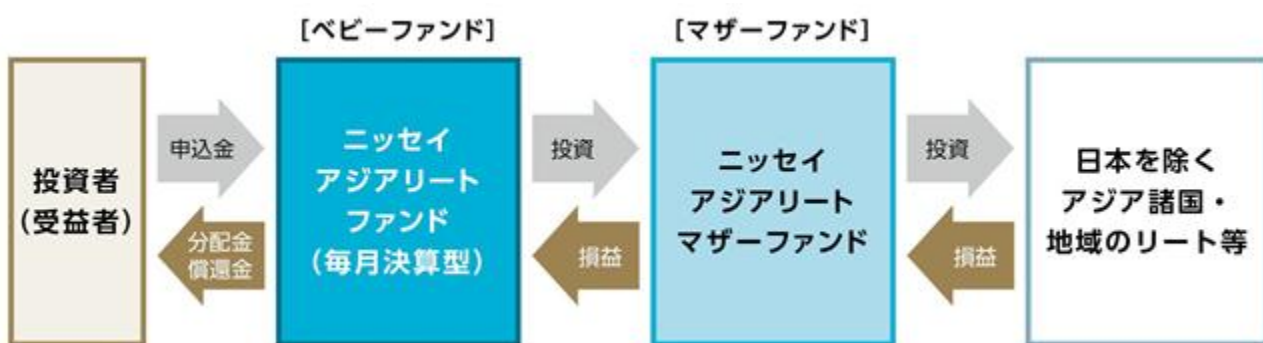 [ベビーファンド]
[マザーファンド]
投資者
(受益者)
申込金
分配金
償還金
ニッセイ
アジアリート
ファンド
(毎月決算型)
投資
損益
ニッセイ
アジアリート
マザーファンド
投資
損益
日本を除く
アジア諸国・
地域のリート等